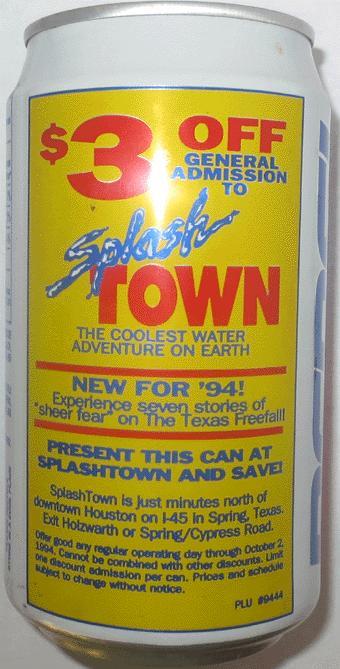 $3 OFF
GENERAL
ADMISSION
TO
Splash
TOWN
THE COOLEST WATER
ADVENTURE ON EARTH
NEW FOR '94!
Experience seven stories of
"sheer fear" on The Texas Freefall!
PRESENT THIS CAN AT
SPLASHTOWN AND SAVE!
SplashTown is just minutes north of
downtown Houston on I-45 in Spring, Texas.
Exit Holzwarth or Spring/Cypress Road.
Offer good any regular operating day through October 2,
1994. Cannot be combined with other discounts. Limit
one discount admission per can. Prices and schedule
subject to change without notice.
PLU #9444